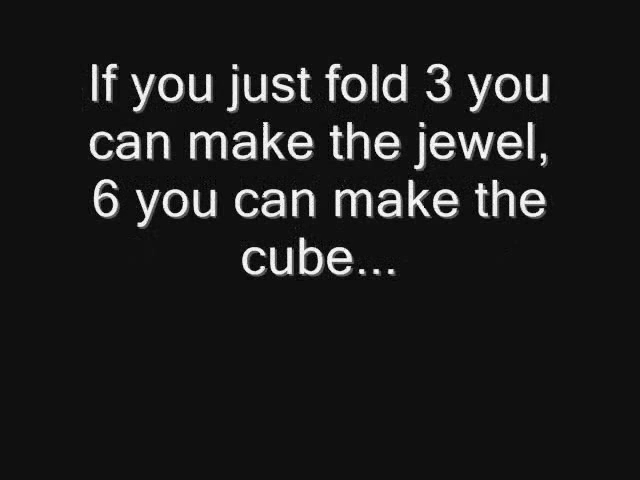 If you just fold 3 you
can make the jewel,
6 you can make the
cube...